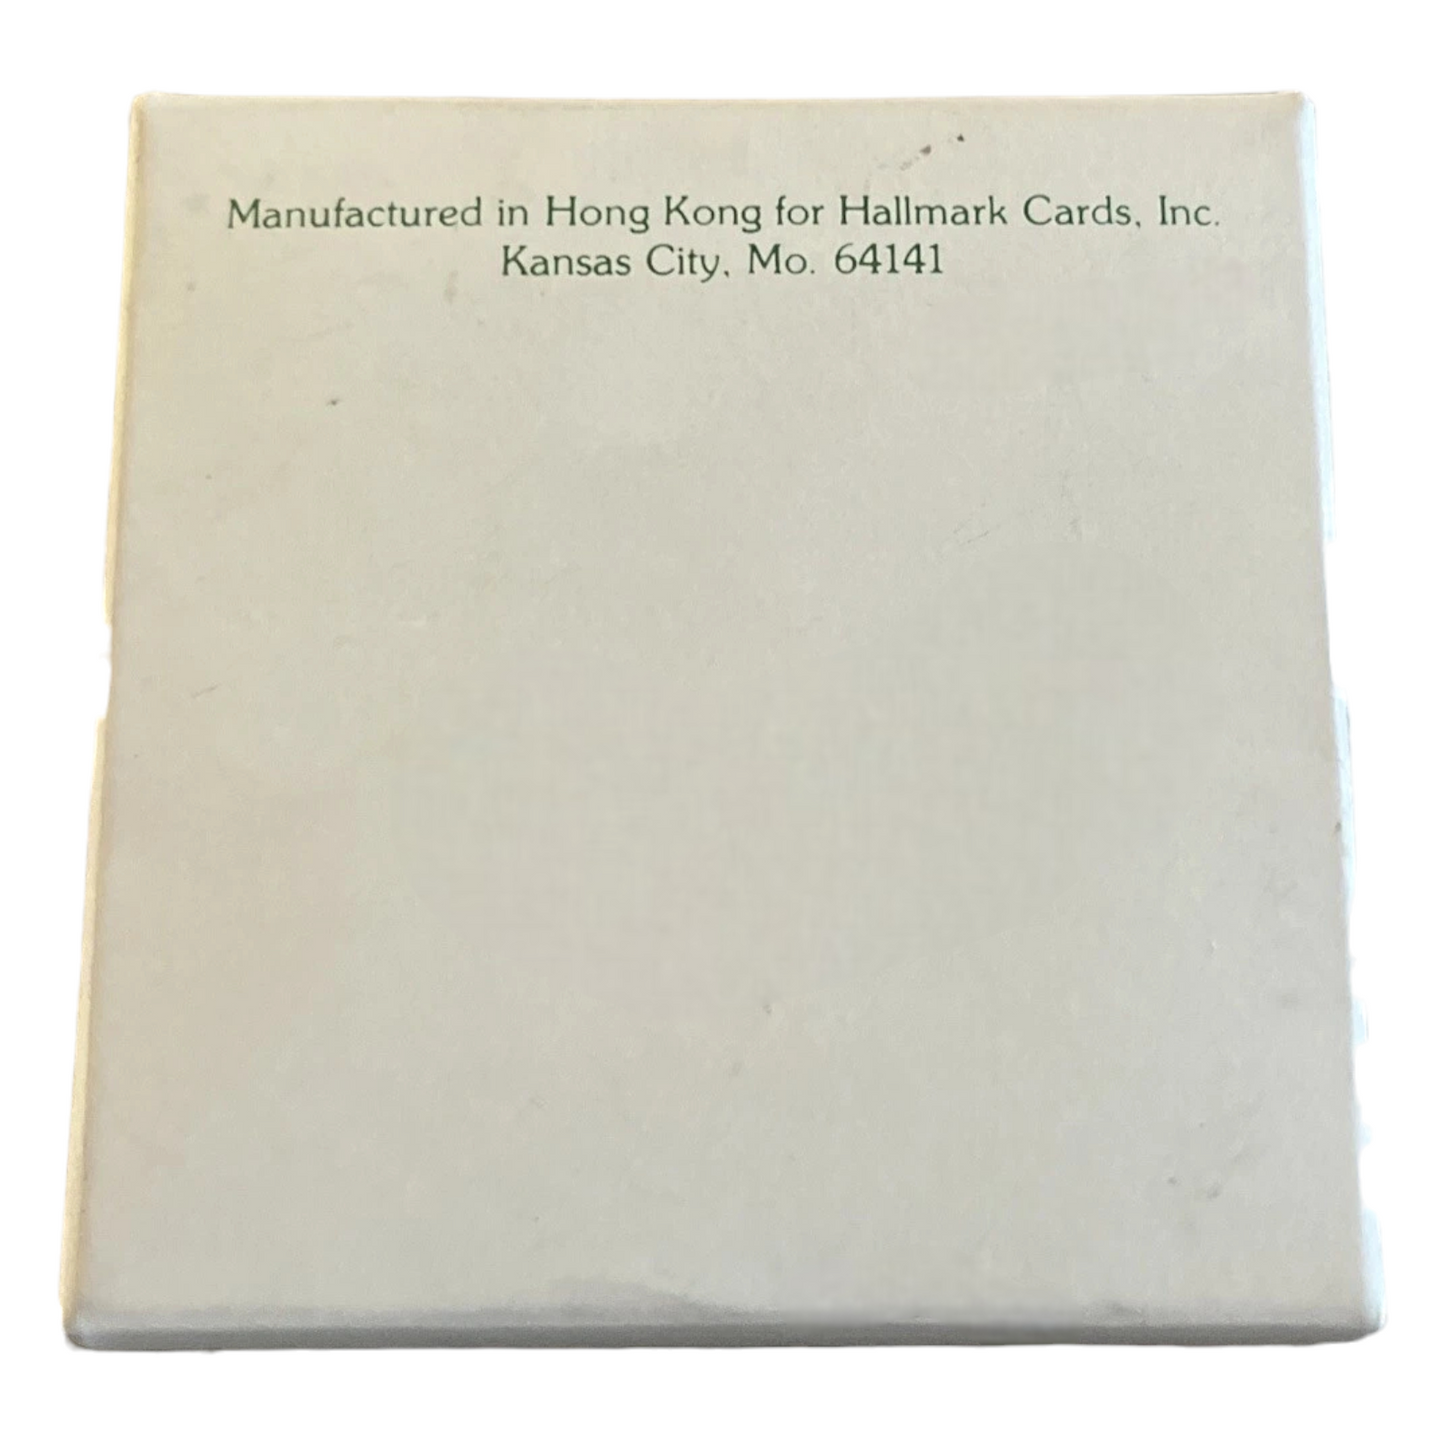 Manufactured in Hong Kong for Hallmark Cards, Inc.
Kansas City, Mo. 64141